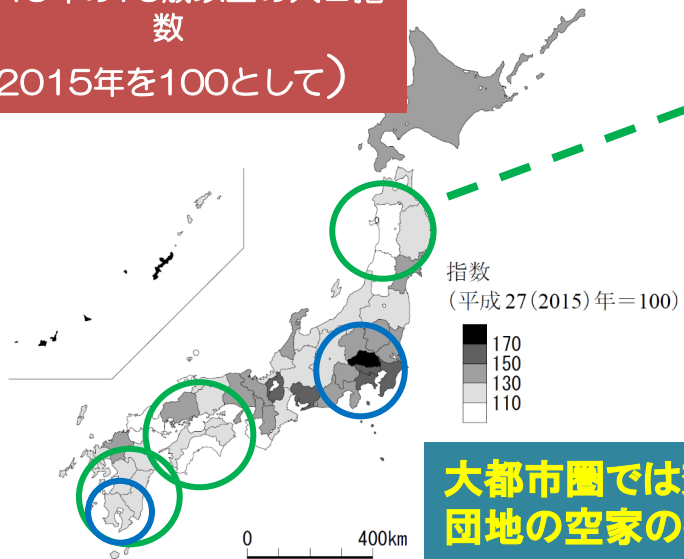 数
2015年を100として）
指数
（平成27(2015)年＝100）
170
150
130
110
0 400km
大都市圏では
団地の空家の